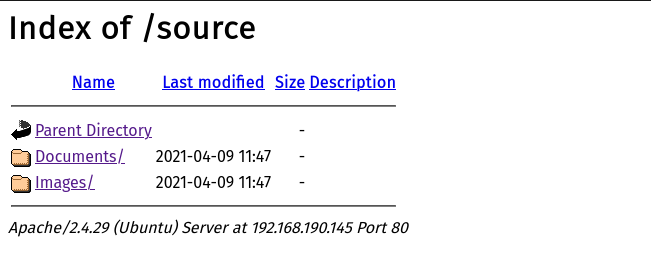 Index of /source
Name Last modified Size Description
Parent Directory -
Documents/ 2021-04-09 11:47 -
Images/ 2021-04-09 11:47 -
Apache/2.4.29 (Ubuntu) Server at 192.168.190.145 Port 80